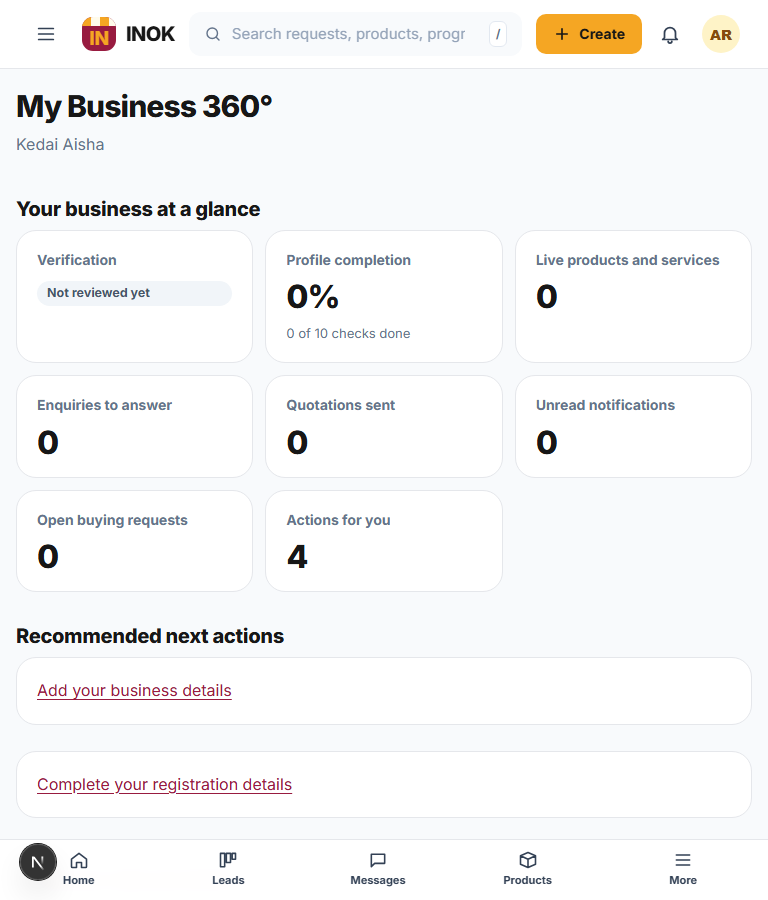 IN INOK
Search requests, products, progr
/
+ Create
AR
My Business 360°
Kedai Aisha
Your business at a glance
Verification
Not reviewed yet
Profile completion
0%
0 of 10 checks done
Live products and services
0
Enquiries to answer
0
Quotations sent
0
Unread notifications
0
Open buying requests
0
Actions for you
4
Recommended next actions
Add your business details
Complete your registration details
N
Home
Leads
Messages
Products
More